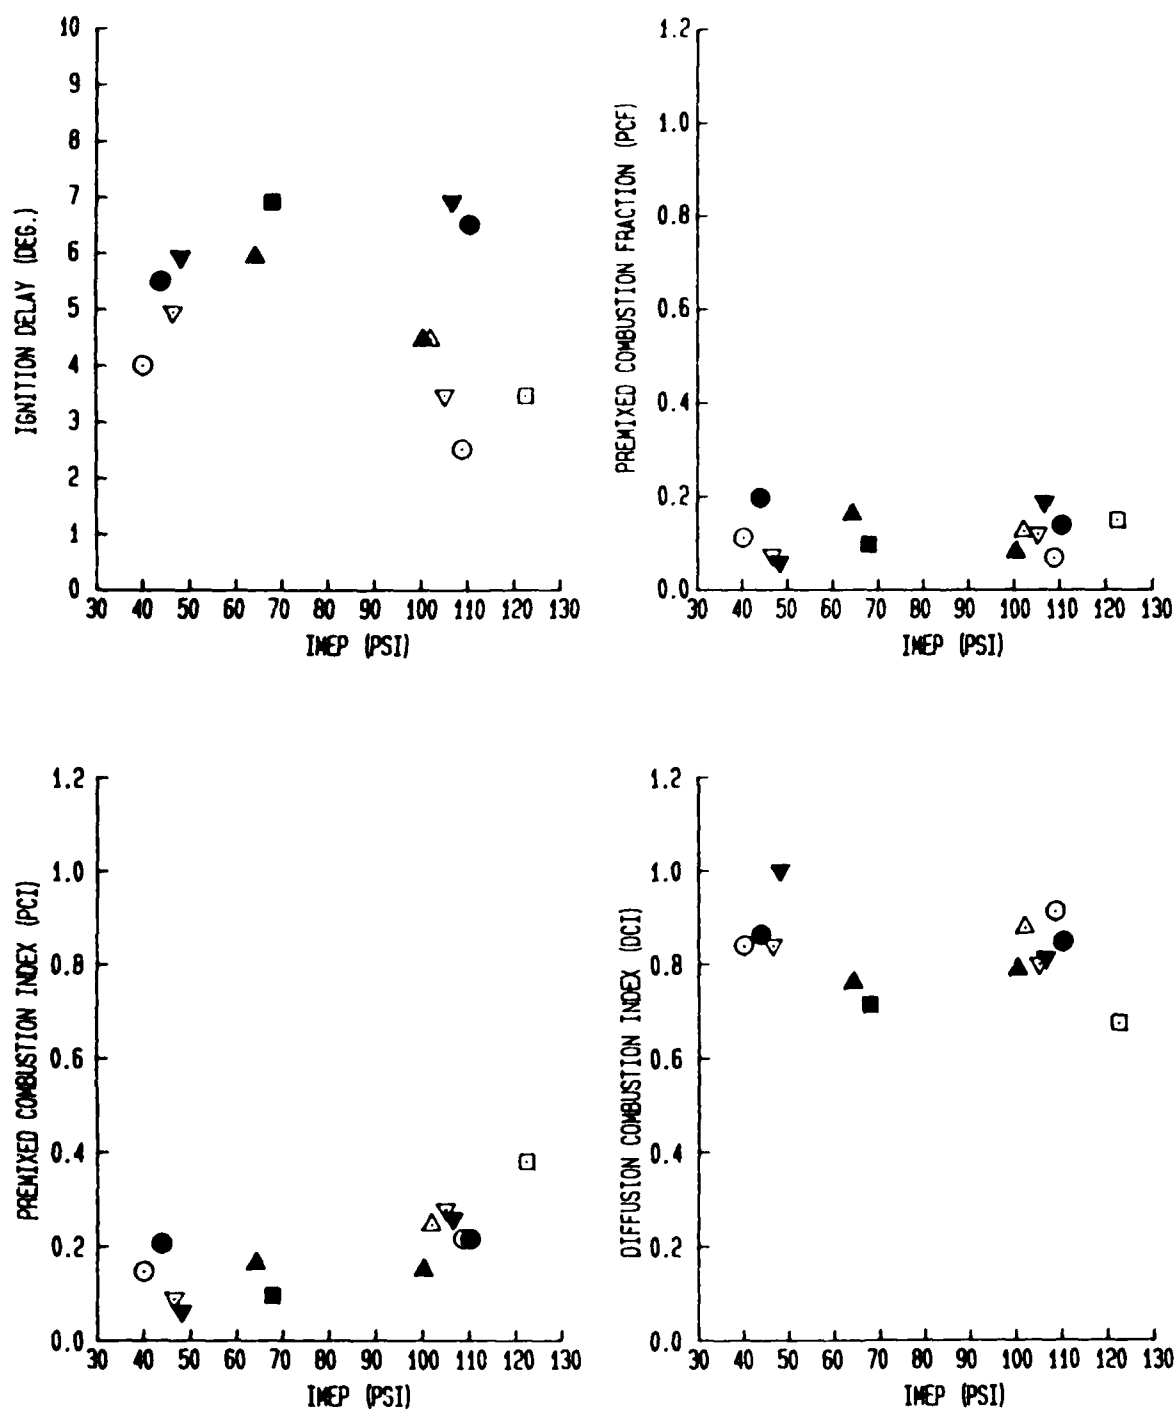 10
9
8
7
6
5
4
3
2
1
0
IGNITION DELAY (DEG.)
30 40 50 60 70 80 90 100 110 120 130
IMEP (PSI)
1.2
1.0
0.8
0.6
0.4
0.2
0.0
PREMIXED COMBUSTION FRACTION (PCF)
30 40 50 60 70 80 90 100 110 120 130
IMEP (PSI)
1.2
1.0
0.8
0.6
0.4
0.2
0.0
PREMIXED COMBUSTION INDEX (PCI)
30 40 50 60 70 80 90 100 110 120 130
IMEP (PSI)
1.2
1.0
0.8
0.6
0.4
0.2
0.0
DIFFUSION COMBUSTION INDEX (DCI)
30 40 50 60 70 80 90 100 110 120 130
IMEP (PSI)